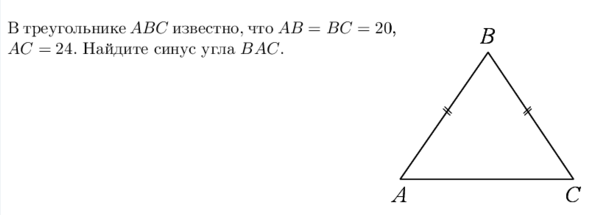 В треугольнике ABC известно, что AB = BC = 20,
AC = 24. Найдите синус угла BAC.
B
A
C